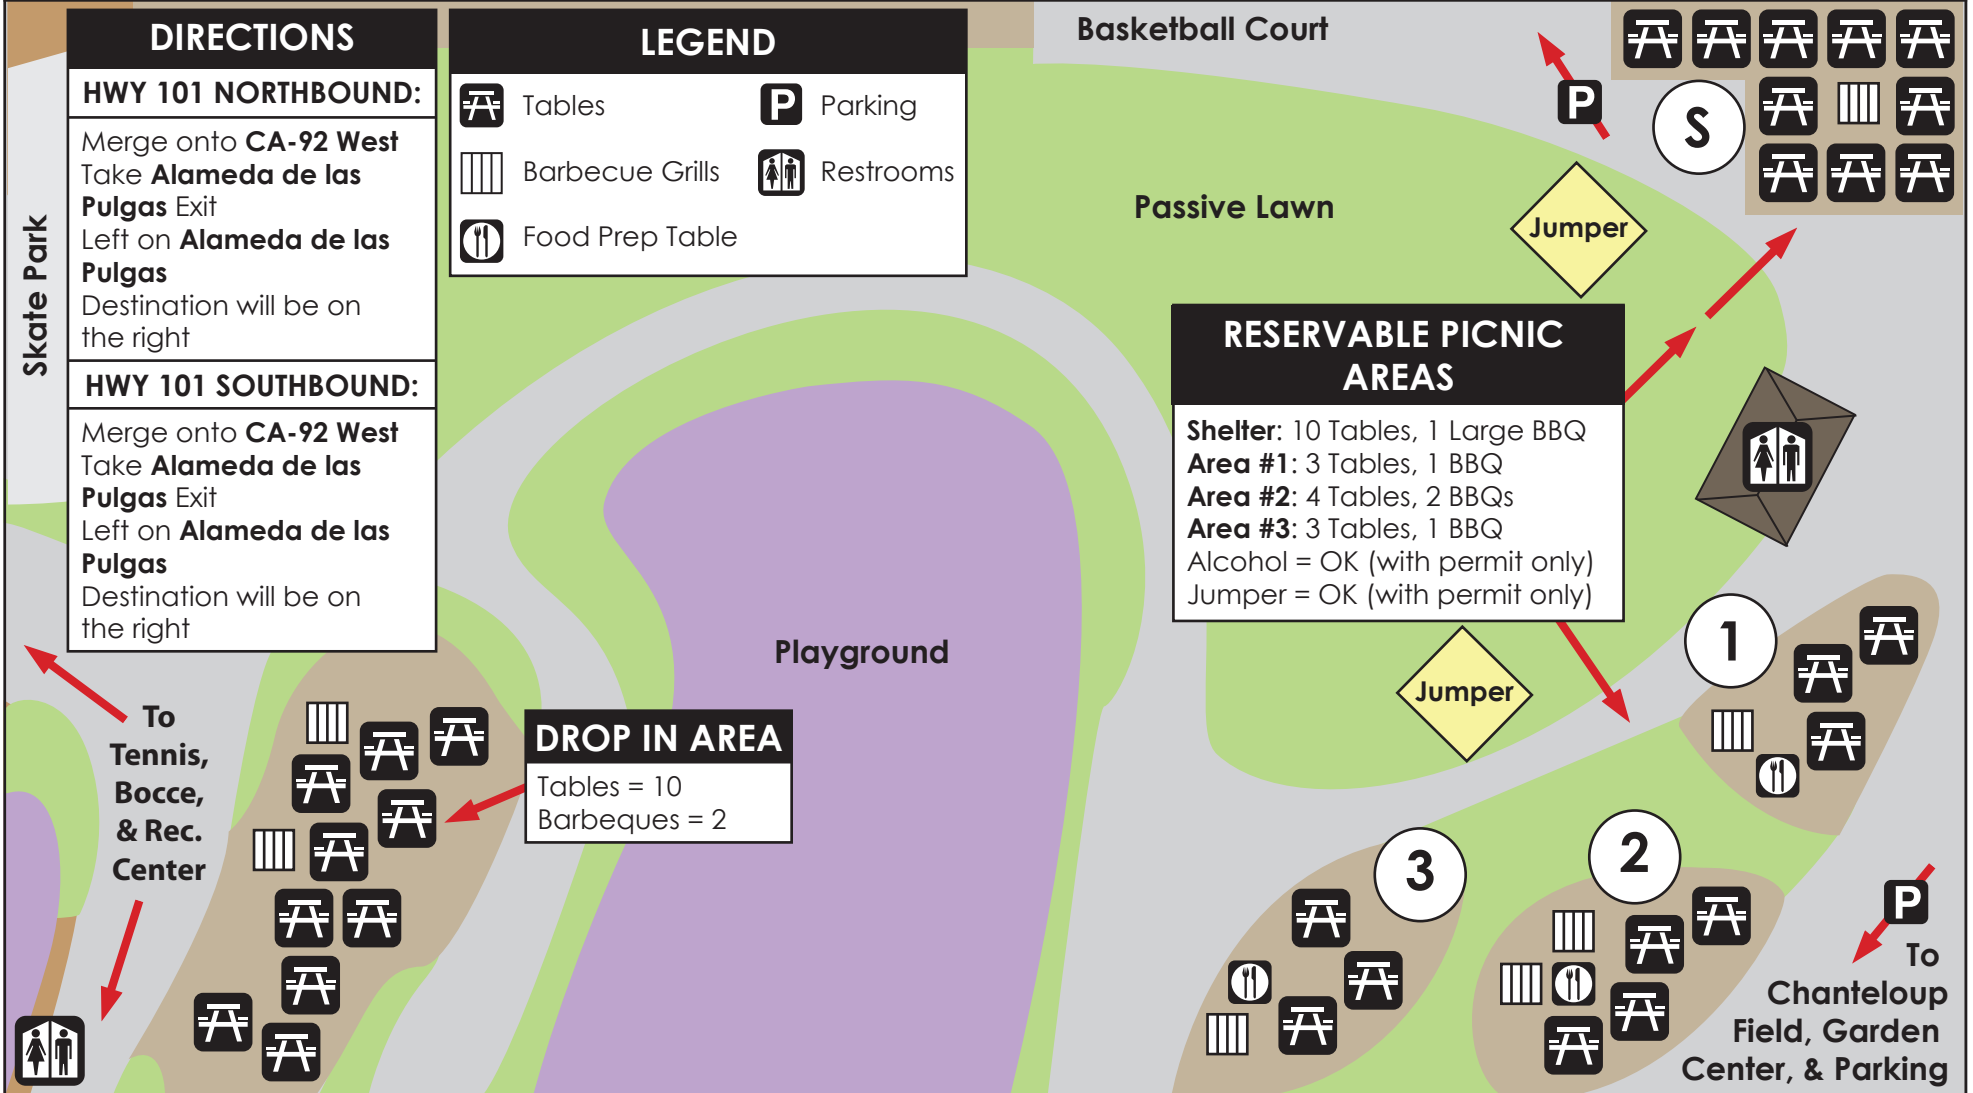 DIRECTIONS
HWY 101 NORTHBOUND:
Merge onto CA-92 West
Take Alameda de las
Pulgas Exit
Left on Alameda de las
Pulgas
Destination will be on
the right
HWY 101 SOUTHBOUND:
Merge onto CA-92 West
Take Alameda de las
Pulgas Exit
Left on Alameda de las
Pulgas
Destination will be on
the right
LEGEND
Tables
P Parking
Barbecue Grills
Restrooms
Food Prep Table
Basketball Court
P
S
Passive Lawn
Jumper
Skate Park
RESERVABLE PICNIC
AREAS
Shelter: 10 Tables, 1 Large BBQ
Area #1: 3 Tables, 1 BBQ
Area #2: 4 Tables, 2 BBQs
Area #3: 3 Tables, 1 BBQ
Alcohol = OK (with permit only)
Jumper = OK (with permit only)
Playground
Jumper
1
To
Tennis,
Bocce,
& Rec.
Center
DROP IN AREA
Tables = 10
Barbeques = 2
3
2
P
To
Chanteloup
Field, Garden
Center, & Parking